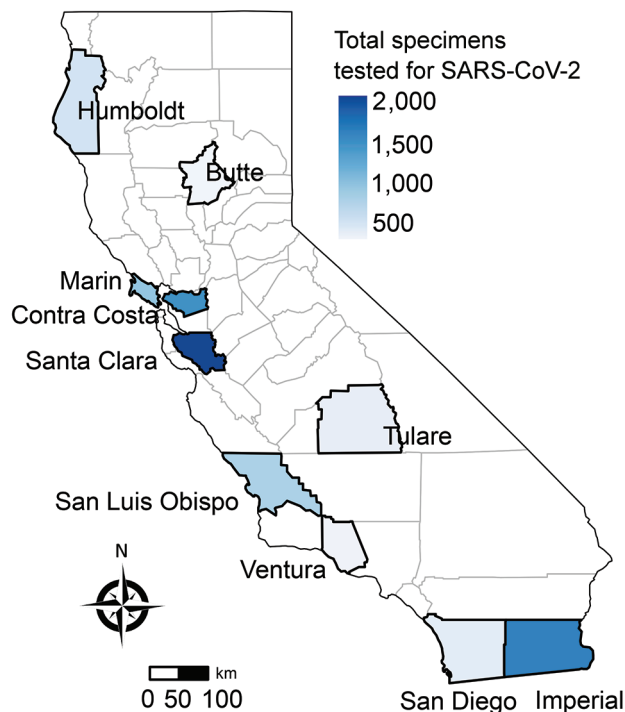 Total specimens
tested for SARS-CoV-2
2,000
1,500
1,000
500
Humboldt
Butte
Marin
Contra Costa
Santa Clara
Tulare
San Luis Obispo
Ventura
N
km
0 50 100
San Diego Imperial